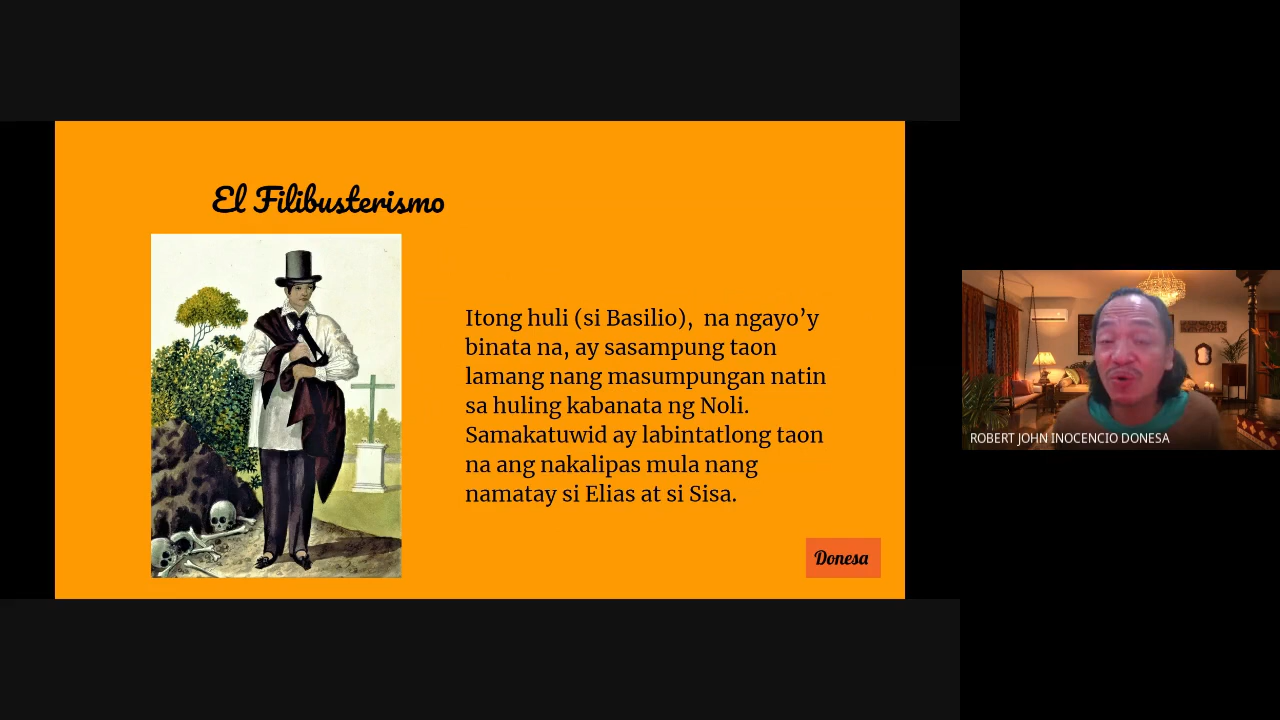 El Filibusterismo
Itong huli (si Basilio),  na ngayo’y
binata na, ay sasampung taon
lamang nang masumpungan natin
sa huling kabanata ng Noli.
Samakatuwid ay labintatlong taon
na ang nakalipas mula nang
namatay si Elias at si Sisa.
Donesa
ROBERT JOHN INOCENCIO DONESA